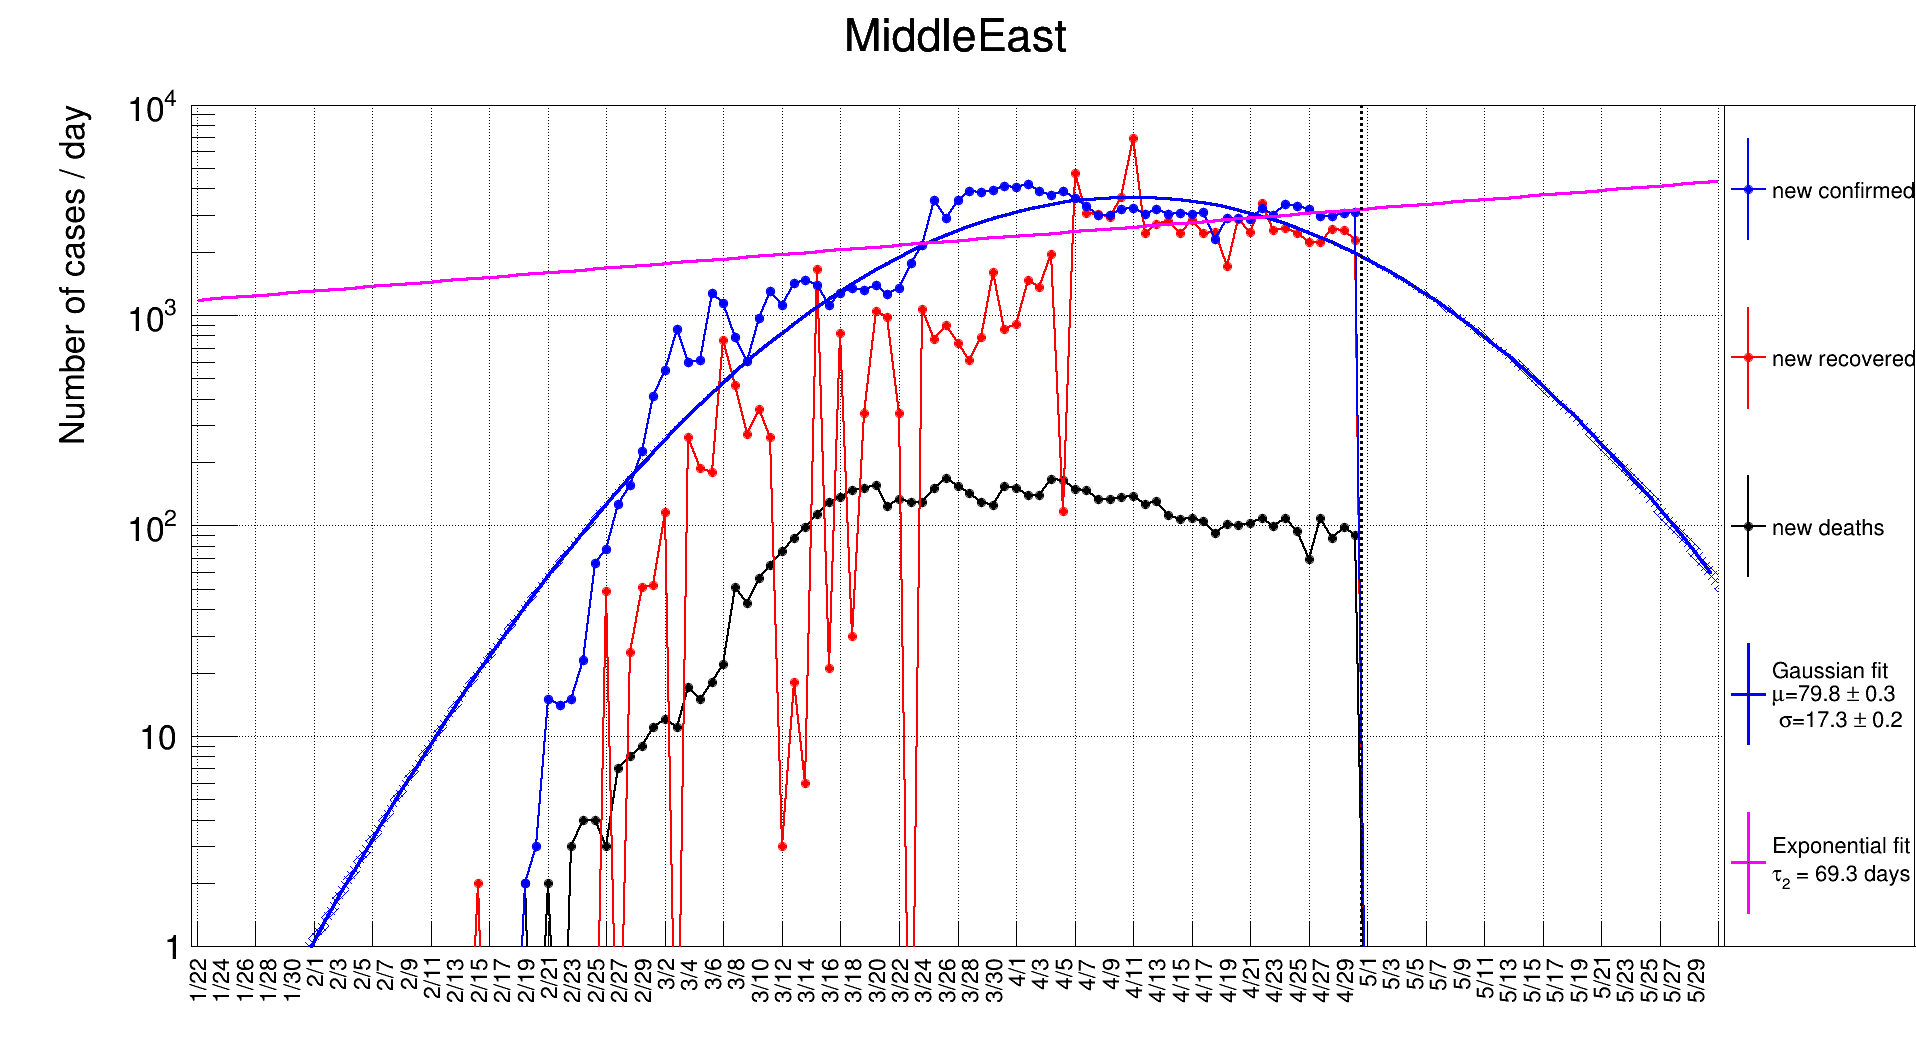 MiddleEast
Number of cases / day
10^4
10^3
10^2
10
1
1/22 1/24 1/26 1/28 1/30 2/1 2/3 2/5 2/7 2/9 2/11 2/13 2/15 2/17 2/19 2/21 2/23 2/25 2/27 2/29 3/2 3/4 3/6 3/8 3/10 3/12 3/14 3/16 3/18 3/20 3/22 3/24 3/26 3/28 3/30 4/1 4/3 4/5 4/7 4/9 4/11 4/13 4/15 4/17 4/19 4/21 4/23 4/25 4/27 4/29 5/1 5/3 5/5 5/7 5/9 5/11 5/13 5/15 5/17 5/19 5/21 5/23 5/25 5/27 5/29
new confirmed
new recovered
new deaths
Gaussian fit
μ=79.8 ± 0.3
σ=17.3 ± 0.2
Exponential fit
τ₂ = 69.3 days